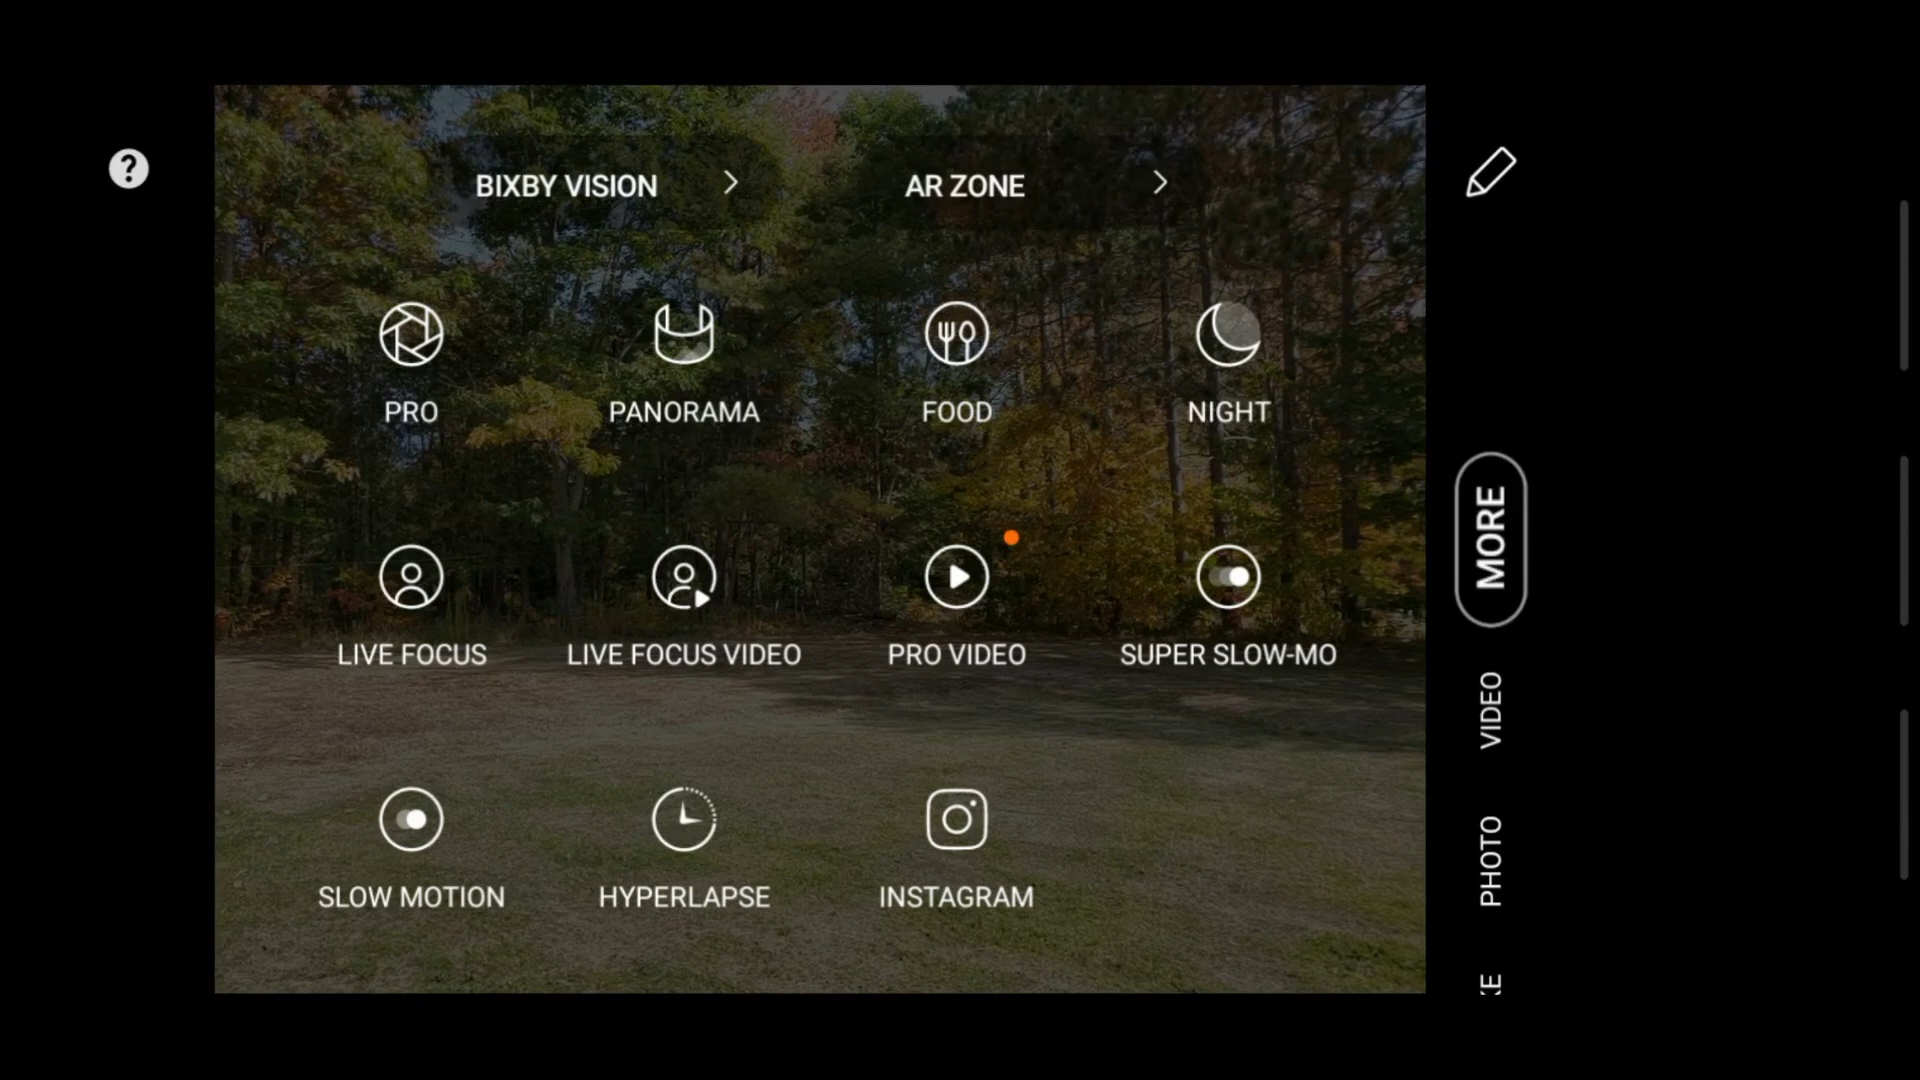 ?
BIXBY VISION
AR ZONE
PRO
PANORAMA
FOOD
NIGHT
LIVE FOCUS
LIVE FOCUS VIDEO
PRO VIDEO
SUPER SLOW-MO
SLOW MOTION
HYPERLAPSE
INSTAGRAM
MORE
VIDEO
PHOTO